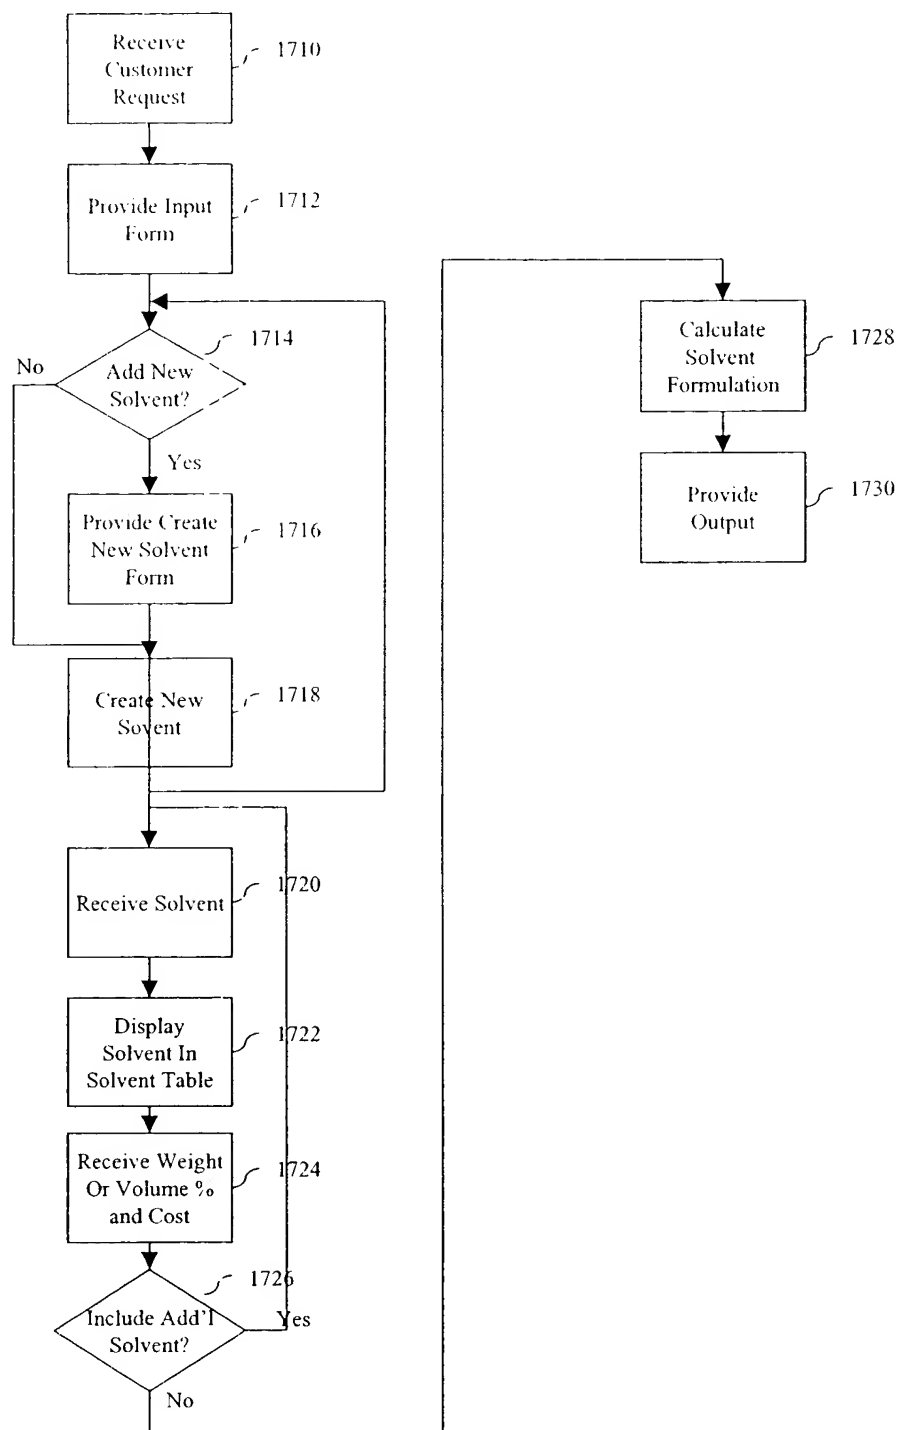 Receive
Customer
Request
1710
Provide Input
Form
1712
Add New
Solvent?
1714
No
Yes
Provide Create
New Solvent
Form
1716
Create New
Sovent
1718
Receive Solvent
1720
Display
Solvent In
Solvent Table
1722
Receive Weight
Or Volume %
and Cost
1724
Include Add'l
Solvent?
1726
Yes
No
Calculate
Solvent
Formulation
1728
Provide
Output
1730